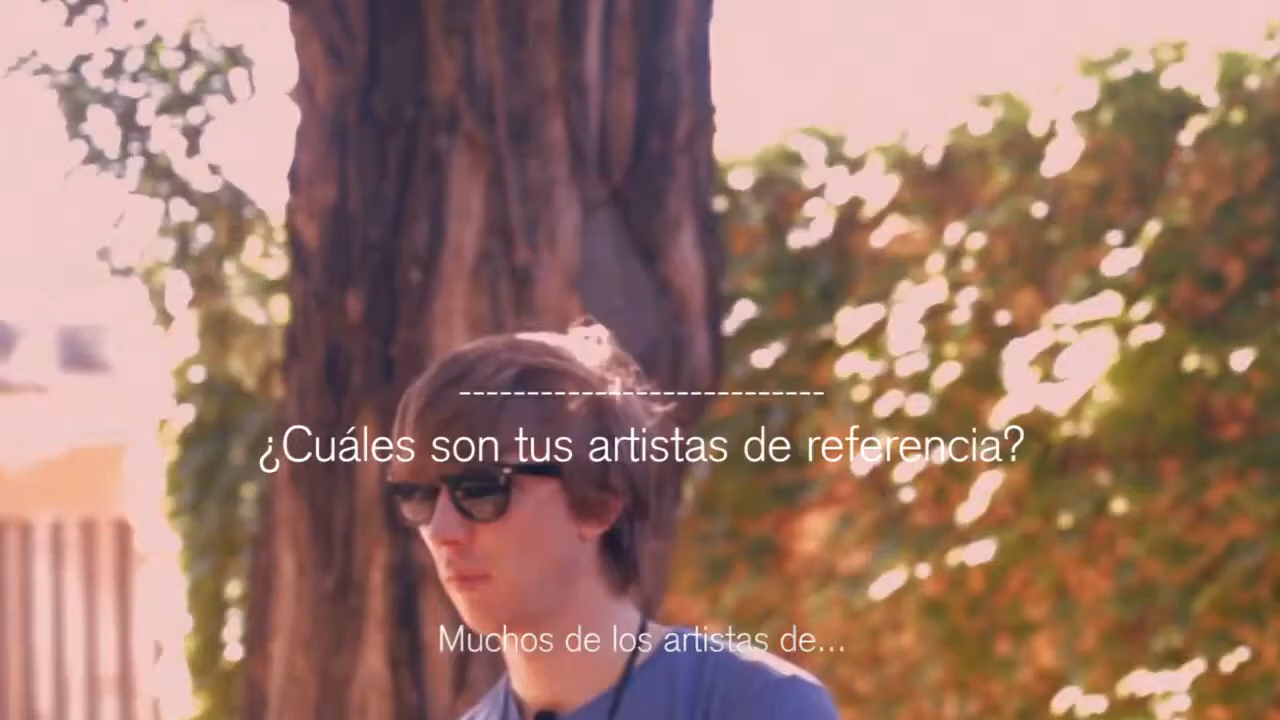 ---------------------------
¿Cuáles son tus artistas de referencia?
Muchos de los artistas de...